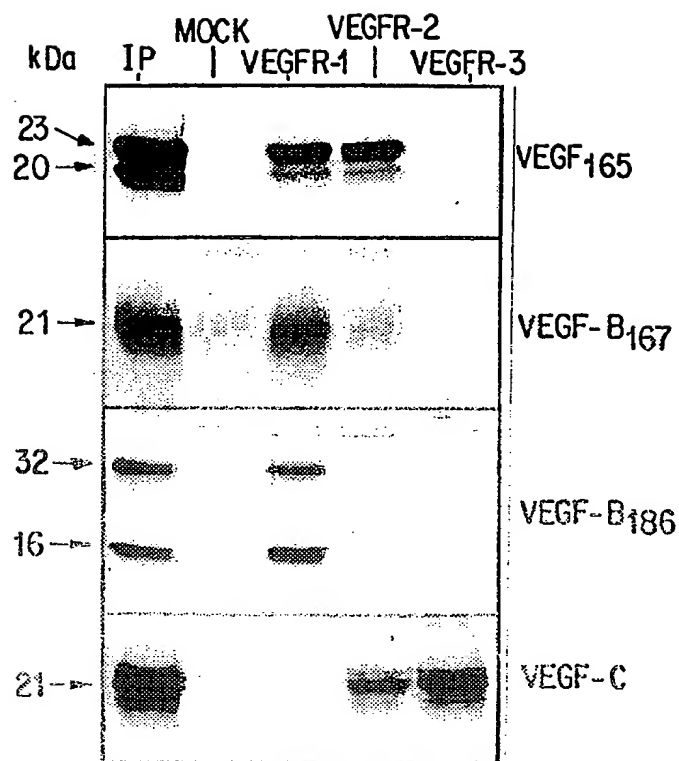 MOCK VEGFR-2
kDa IP VEGFR-1 VEGFR-3
23
20
VEGF165
21
VEGF-B167
32
16
VEGF-B186
21
VEGF-C